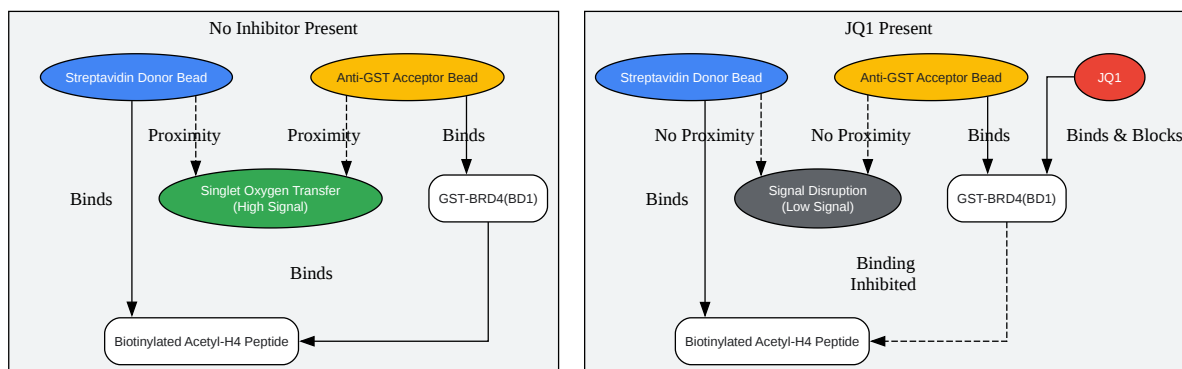 No Inhibitor Present
Streptavidin Donor Bead
Anti-GST Acceptor Bead
Proximity
Proximity
Binds
Singlet Oxygen Transfer
(High Signal)
Binds
GST-BRD4(BD1)
Binds
Biotinylated Acetyl-H4 Peptide
JQ1 Present
Streptavidin Donor Bead
Anti-GST Acceptor Bead
JQ1
No Proximity
No Proximity
Binds
Binds & Blocks
Signal Disruption
(Low Signal)
Binds
GST-BRD4(BD1)
Binding
Inhibited
Biotinylated Acetyl-H4 Peptide